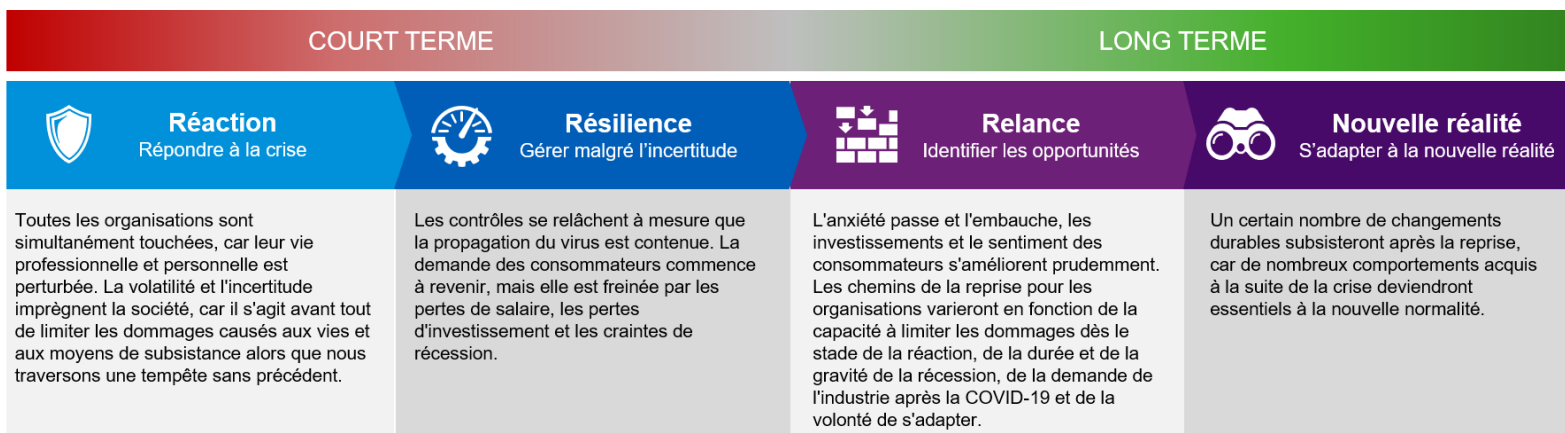 COURT TERME
LONG TERME
Réaction
Répondre à la crise
Résilience
Gérer malgré l'incertitude
Relance
Identifier les opportunités
Nouvelle réalité
S'adapter à la nouvelle réalité
Toutes les organisations sont
simultanément touchées, car leur vie
professionnelle et personnelle est
perturbée. La volatilité et l'incertitude
imprègnent la société, car il s'agit avant tout
de limiter les dommages causés aux vies et
aux moyens de subsistance alors que nous
traversons une tempête sans précédent.
Les contrôles se relâchent à mesure que
la propagation du virus est contenue. La
demande des consommateurs commence
à revenir, mais elle est freinée par les
pertes de salaire, les pertes
d'investissement et les craintes de
récession.
L'anxiété passe et l'embauche, les
investissements et le sentiment des
consommateurs s'améliorent prudemment.
Les chemins de la reprise pour les
organisations varieront en fonction de la
capacité à limiter les dommages dès le
stade de la réaction, de la durée et de la
gravité de la récession, de la demande de
l'industrie après la COVID-19 et de la
volonté de s'adapter.
Un certain nombre de changements
durables subsisteront après la reprise,
car de nombreux comportements acquis
à la suite de la crise deviendront
essentiels à la nouvelle normalité.